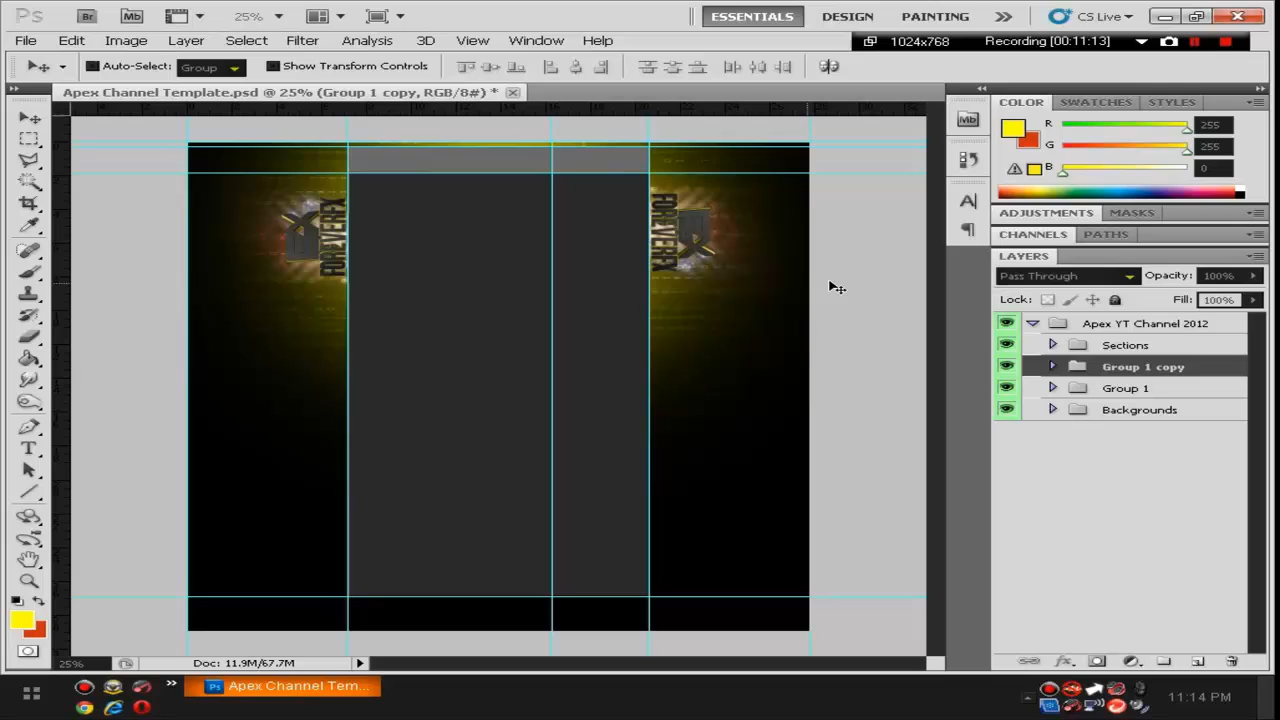 Ps Br Mb 25% ESSENTIALS DESIGN PAINTING CS Live
File Edit Image Layer Select Filter Analysis 3D View Window Help 1024x768 Recording [00:11:13]
Auto-Select: Group Show Transform Controls
Apex Channel Template.psd @ 25% (Group 1 copy, RGB/8#) *
COLOR SWATCHES STYLES
Mb
R 255
G 255
B 0
A
ADJUSTMENTS MASKS
CHANNELS PATHS
LAYERS
Pass Through Opacity: 100%
Lock: Fill: 100%
Apex YT Channel 2012
Sections
Group 1 copy
Group 1
Backgrounds
FOREVEREX
FOREVEREX
T
25% Doc: 11.9M/67.7M
Ps Apex Channel Tem...
11:14 PM